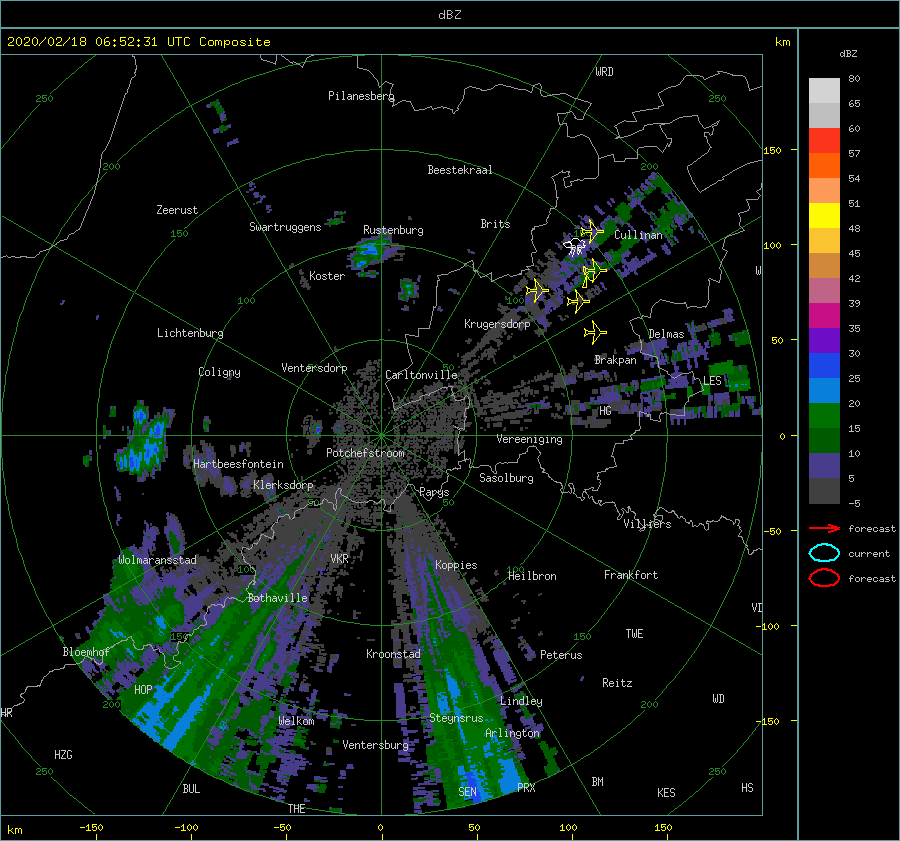 dBZ
2020/02/18 06:52:31 UTC Composite
km
dBZ
WRD
250
250
80
Pilanesberg
65
60
150
57
200
200
Beestekraal
54
Zeerust
51
Swartruggens
Brits
150
Rustenburg
Cullinan
48
100
45
Koster
W
42
100
100
39
Krugersdorp
35
Lichtenburg
Delmas
50
30
Brakpan
Coligny
Ventersdorp
Carltonville
LES
25
20
HG
15
Vereeniging
0
10
Potchefstroom
Hartbeesfontein
Sasolburg
5
Klerksdorp
Parys
50
50
-5
Villiers
forecast
-50
Wolmaransstad
VKR
Koppies
current
100
100
Heilbron
Frankfort
forecast
Bothaville
VD
-100
150
150
TWE
Bloemhof
Kroonstad
Peterus
HOP
Reitz
200
Lindley
200
WD
HR
Welkom
Steynsrus
-150
Arlington
Ventersburg
HZG
250
250
BUL
SEN
PRX
BM
KES
HS
THE
km
-150
-100
-50
0
50
100
150